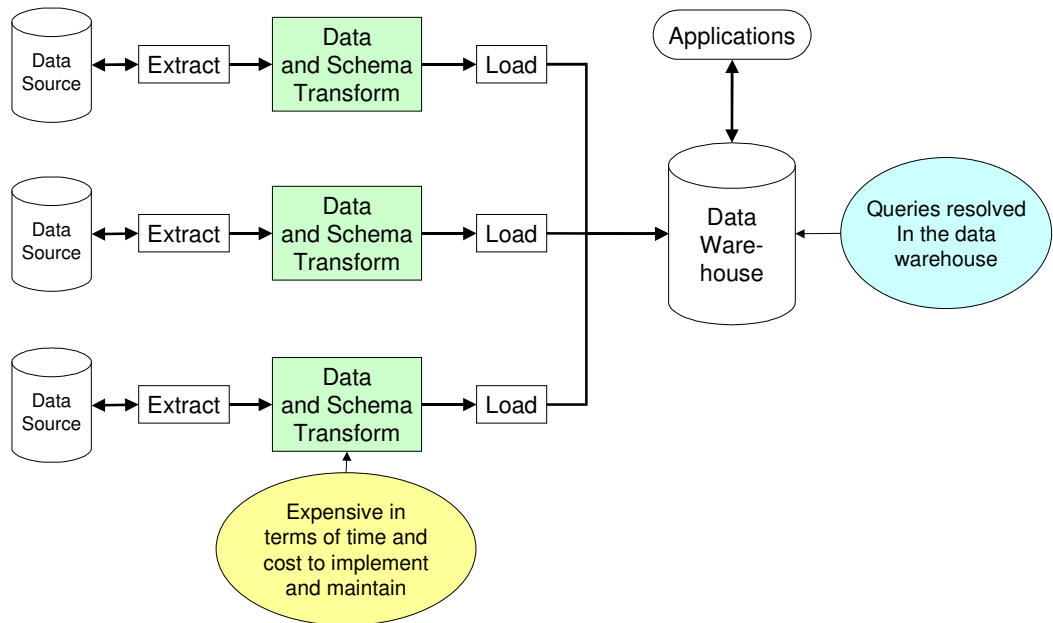 Data
Source
Extract
Data
and Schema
Transform
Load
Applications
Data
Source
Extract
Data
and Schema
Transform
Load
Data
Ware-
house
Queries resolved
In the data
warehouse
Data
Source
Extract
Data
and Schema
Transform
Load
Expensive in
terms of time and
cost to implement
and maintain